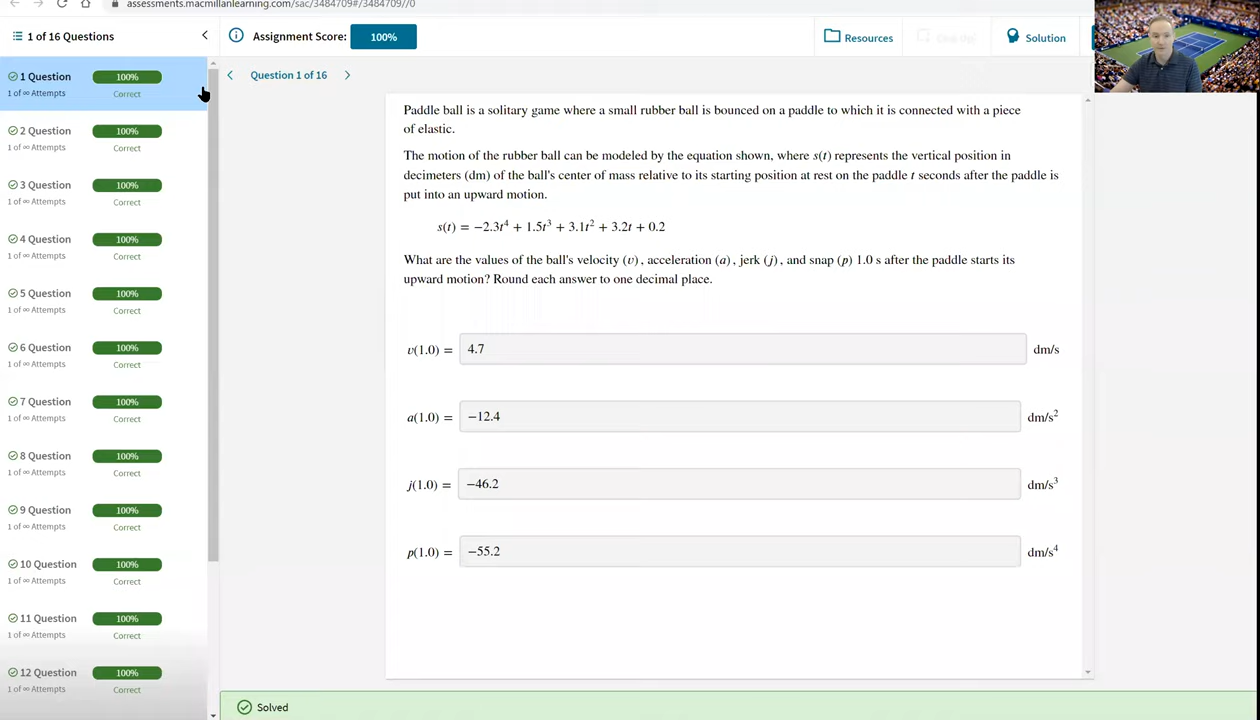 assessments.macmillanlearning.com/sac/3484709#/3484709//0
1 of 16 Questions
Assignment Score: 100%
Resources
Solution
1 Question 100%
1 of ∞ Attempts Correct
2 Question 100%
1 of ∞ Attempts Correct
3 Question 100%
1 of ∞ Attempts Correct
4 Question 100%
1 of ∞ Attempts Correct
5 Question 100%
1 of ∞ Attempts Correct
6 Question 100%
1 of ∞ Attempts Correct
7 Question 100%
1 of ∞ Attempts Correct
8 Question 100%
1 of ∞ Attempts Correct
9 Question 100%
1 of ∞ Attempts Correct
10 Question 100%
1 of ∞ Attempts Correct
11 Question 100%
1 of ∞ Attempts Correct
12 Question 100%
1 of ∞ Attempts Correct
Question 1 of 16
Paddle ball is a solitary game where a small rubber ball is bounced on a paddle to which it is connected with a piece
of elastic.
The motion of the rubber ball can be modeled by the equation shown, where s(t) represents the vertical position in
decimeters (dm) of the ball's center of mass relative to its starting position at rest on the paddle t seconds after the paddle is
put into an upward motion.
s(t) = −2.3t⁴ + 1.5t³ + 3.1t² + 3.2t + 0.2
What are the values of the ball's velocity (v), acceleration (a), jerk (j), and snap (p) 1.0 s after the paddle starts its
upward motion? Round each answer to one decimal place.
v(1.0) = 4.7 dm/s
a(1.0) = −12.4 dm/s²
j(1.0) = −46.2 dm/s³
p(1.0) = −55.2 dm/s⁴
Solved